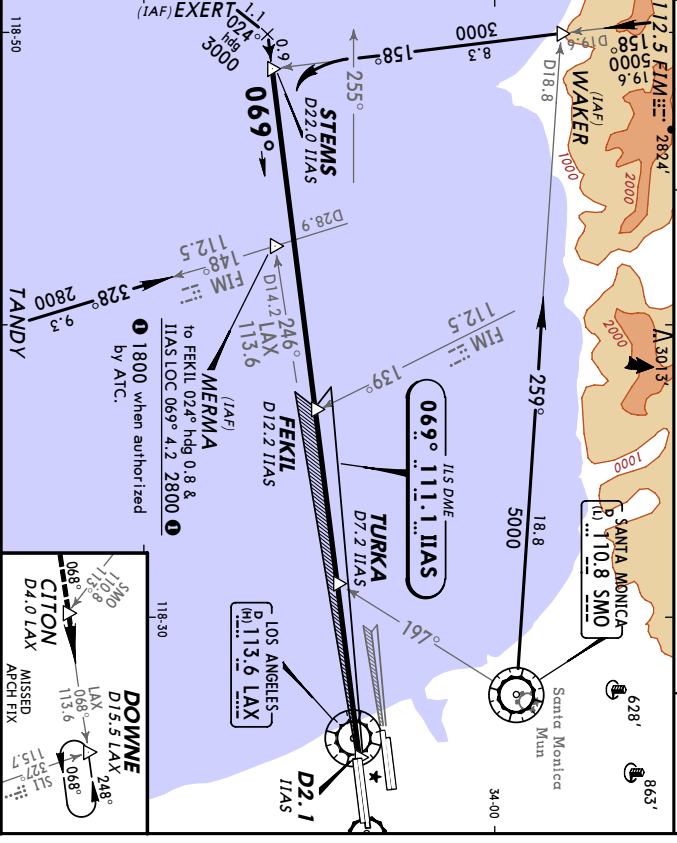 118-50
(IAF) EXERT
1.1
024°
hdg
3000
0.9
158°
3000
8.3
D19.6
112.5 FIM
158°
5000
19.6
2824'
(IAF)
WAKER
D18.8
1000
2000
255°
STEMS
D22.0 IIAS
069°
D28.9
112.5
148°
FIM
328°
2800
9.3
TANDY
D14.2
246°
LAX
113.6
(IAF)
MERMA
to FEKIL 024° hdg 0.8 &
IIAS LOC 069° 4.2 2800 1
1 1800 when authorized
by ATC.
112.5
FIM
139°
FEKIL
D12.2 IIAS
ILS DME
069° 111.1 IIAS
TURKA
D7.2 IIAS
259°
18.8
5000
2000
3013'
1000
SANTA MONICA
D
(L) 110.8 SMO
197°
LOS ANGELES
D
(H) 113.6 LAX
Santa Monica
Mun
628'
863'
34-00
118-30
D2.1
IIAS
SMO
110.8
113°
068°
CITON
D4.0 LAX
DOWNE
D15.5 LAX
LAX
068°
113.6
MISSED
APCH FIX
248°
068°
SLI
327°
115.7